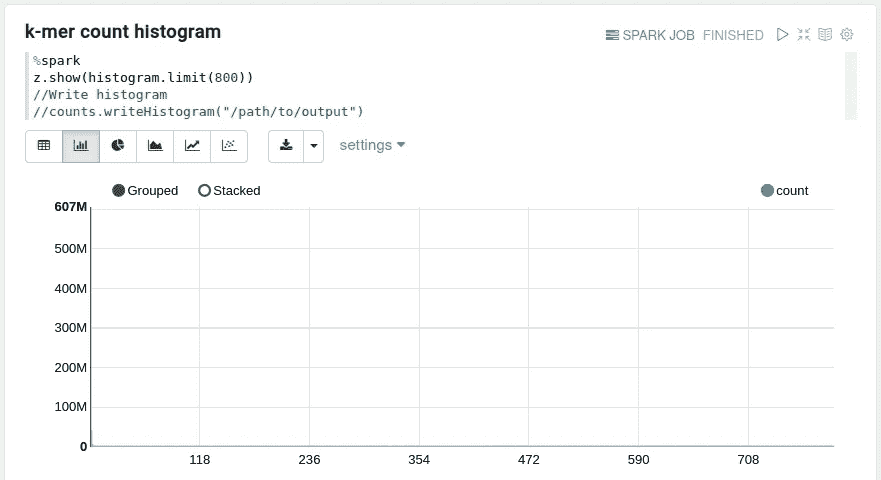 k-mer count histogram
SPARK JOB FINISHED
%spark
z.show(histogram.limit(800))
//Write histogram
//counts.writeHistogram("/path/to/output")
settings
Grouped Stacked count
607M
500M
400M
300M
200M
100M
0
118 236 354 472 590 708